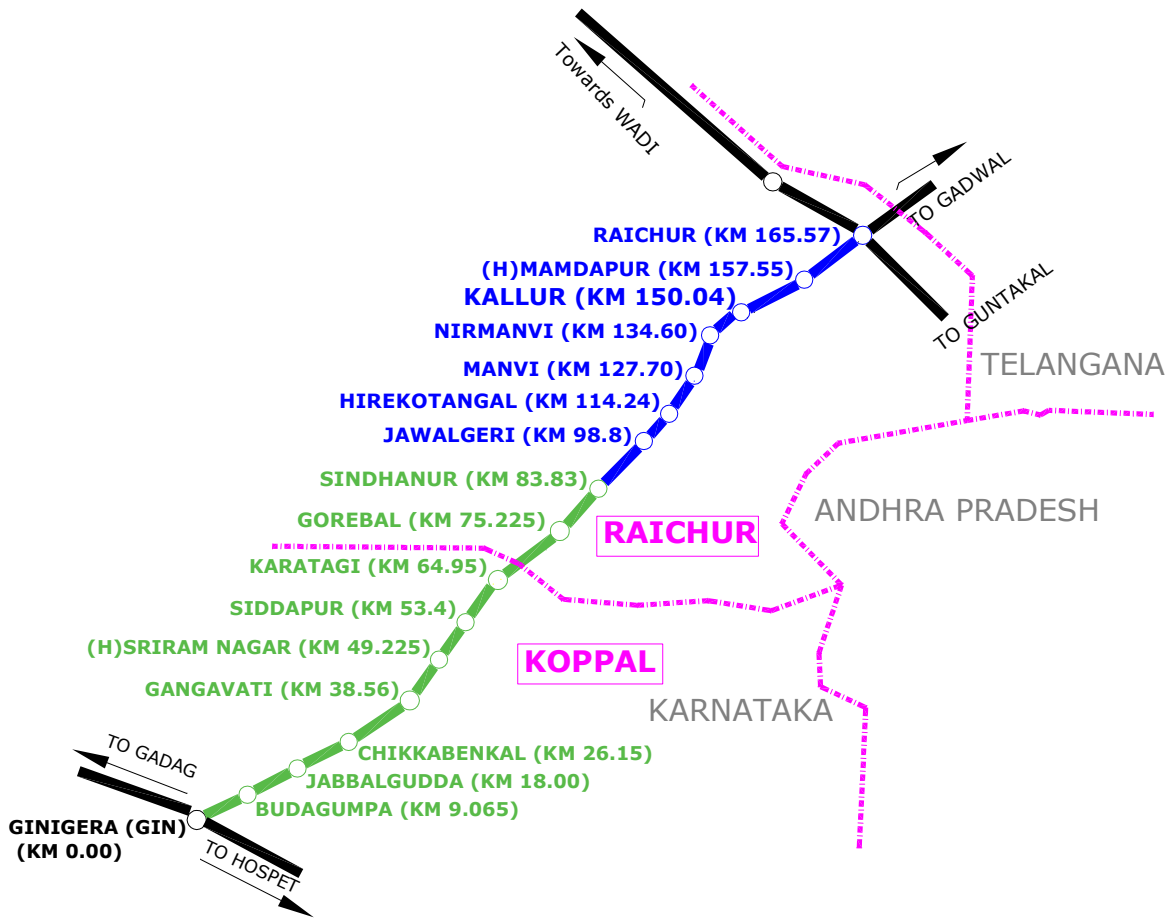 Towards WADI
TO GADWAL
RAICHUR (KM 165.57)
(H)MAMDAPUR (KM 157.55)
KALLUR (KM 150.04)
NIRMANVI (KM 134.60)
TO GUNTAKAL
MANVI (KM 127.70)
TELANGANA
HIREKOTANGAL (KM 114.24)
JAWALGERI (KM 98.8)
SINDHANUR (KM 83.83)
ANDHRA PRADESH
GOREBAL (KM 75.225)
RAICHUR
KARATAGI (KM 64.95)
SIDDAPUR (KM 53.4)
(H)SRIRAM NAGAR (KM 49.225)
KOPPAL
GANGAVATI (KM 38.56)
KARNATAKA
CHIKKABENKAL (KM 26.15)
TO GADAG
JABBALGUDDA (KM 18.00)
BUDAGUMPA (KM 9.065)
GINIGERA (GIN)
(KM 0.00)
TO HOSPET